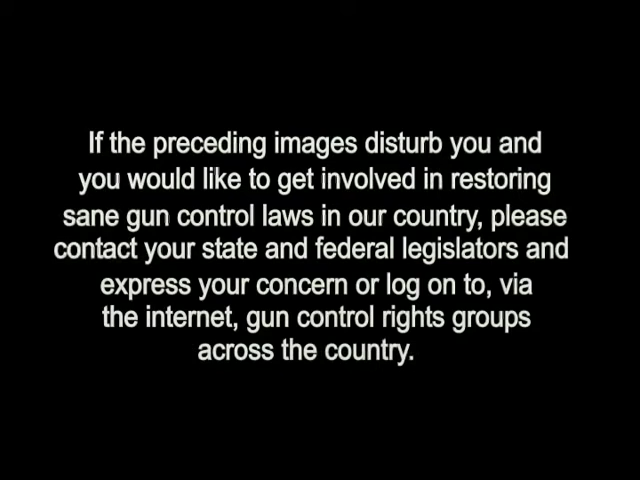 If the preceding images disturb you and
you would like to get involved in restoring
sane gun control laws in our country, please
contact your state and federal legislators and
express your concern or log on to, via
the internet, gun control rights groups
across the country.